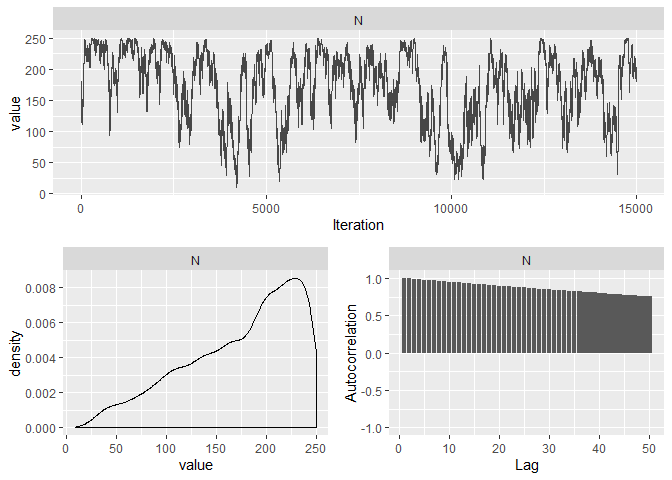 N
250
200
150
100
50
0
value
0 5000 10000 15000
Iteration
N
0.008
0.006
0.004
0.002
0.000
density
0 50 100 150 200 250
value
N
1.0
0.5
0.0
-0.5
-1.0
Autocorrelation
0 10 20 30 40 50
Lag